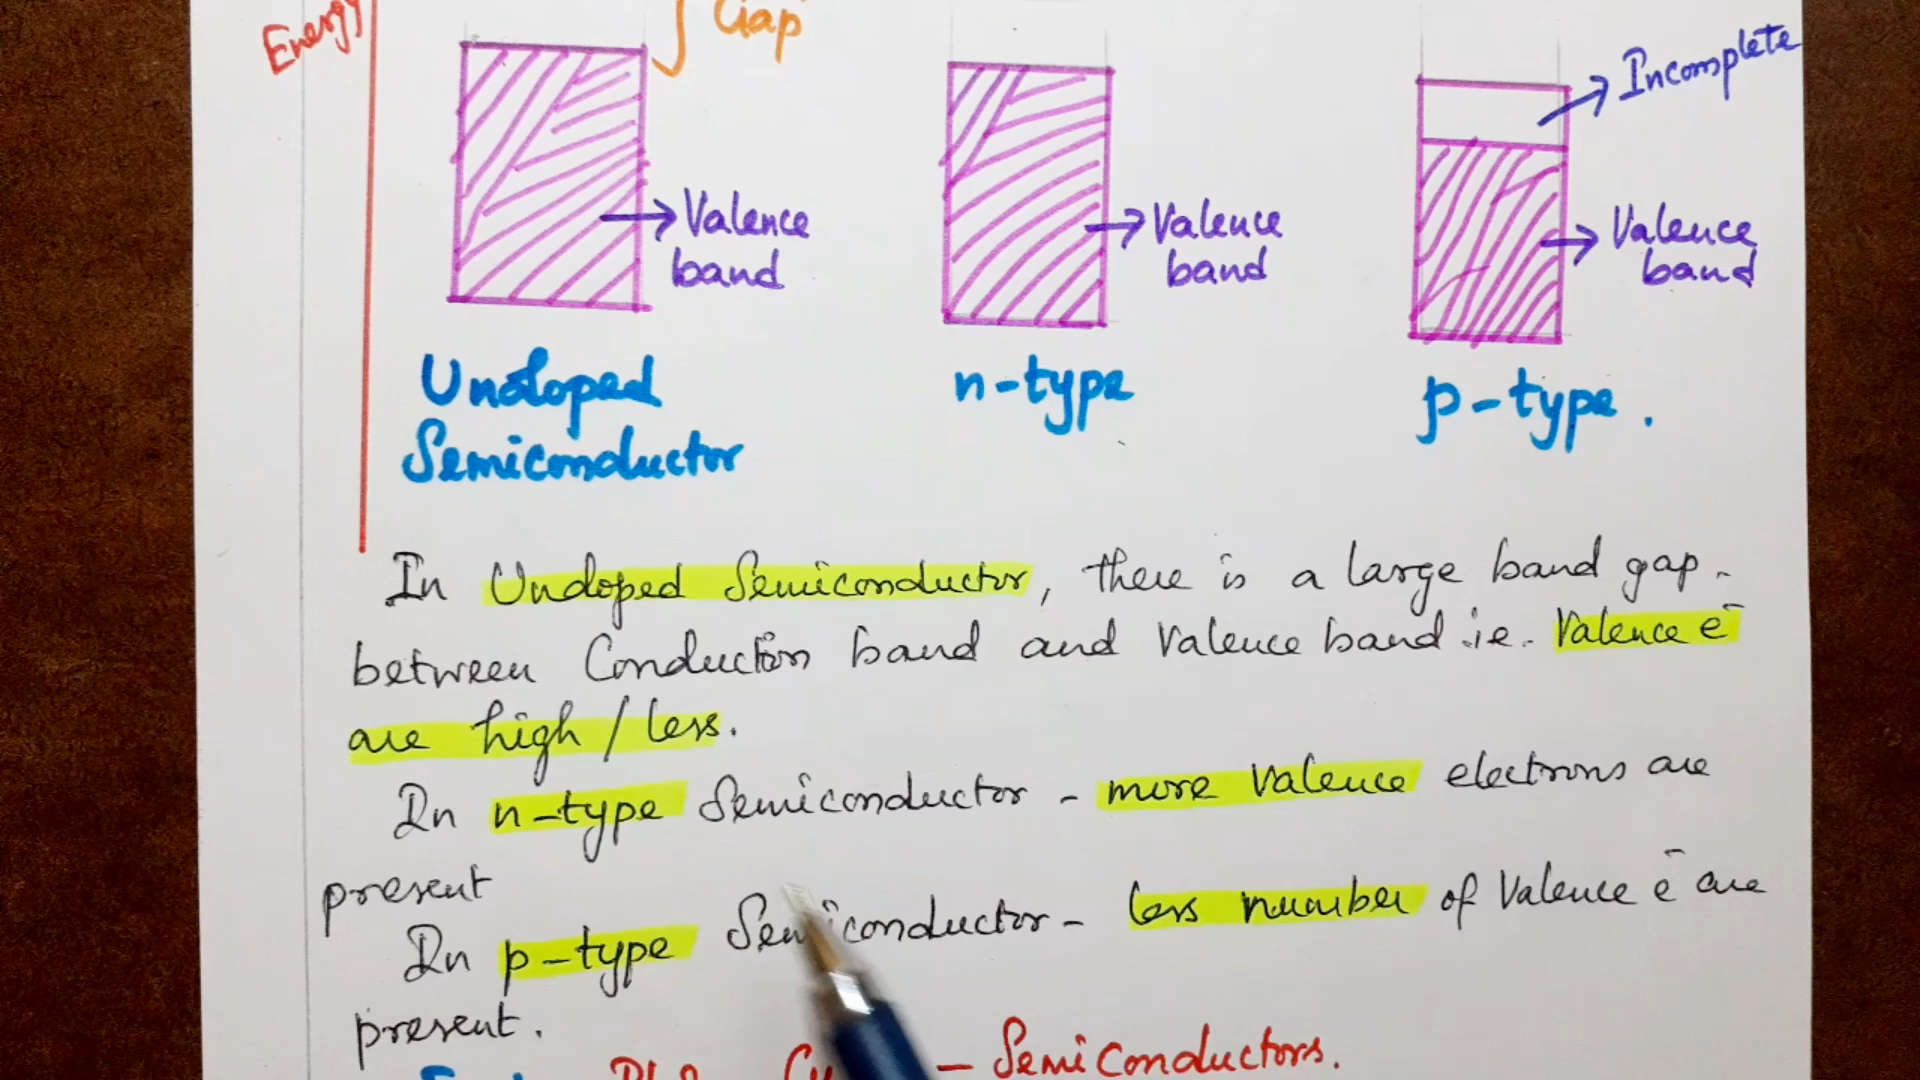 Energy
Gap
Incomplete
Valence
band
Valence
band
Valence
band
Undoped
Semiconductor
n-type
p-type.
In Undoped Semiconductor, there is a large band gap-
between Conduction band and Valence band .ie. Valence ē
are high/less.
In n-type Semiconductor - more Valence electrons are
present
In p-type Semiconductor - less number of Valence ē are
present.
- Semiconductors.